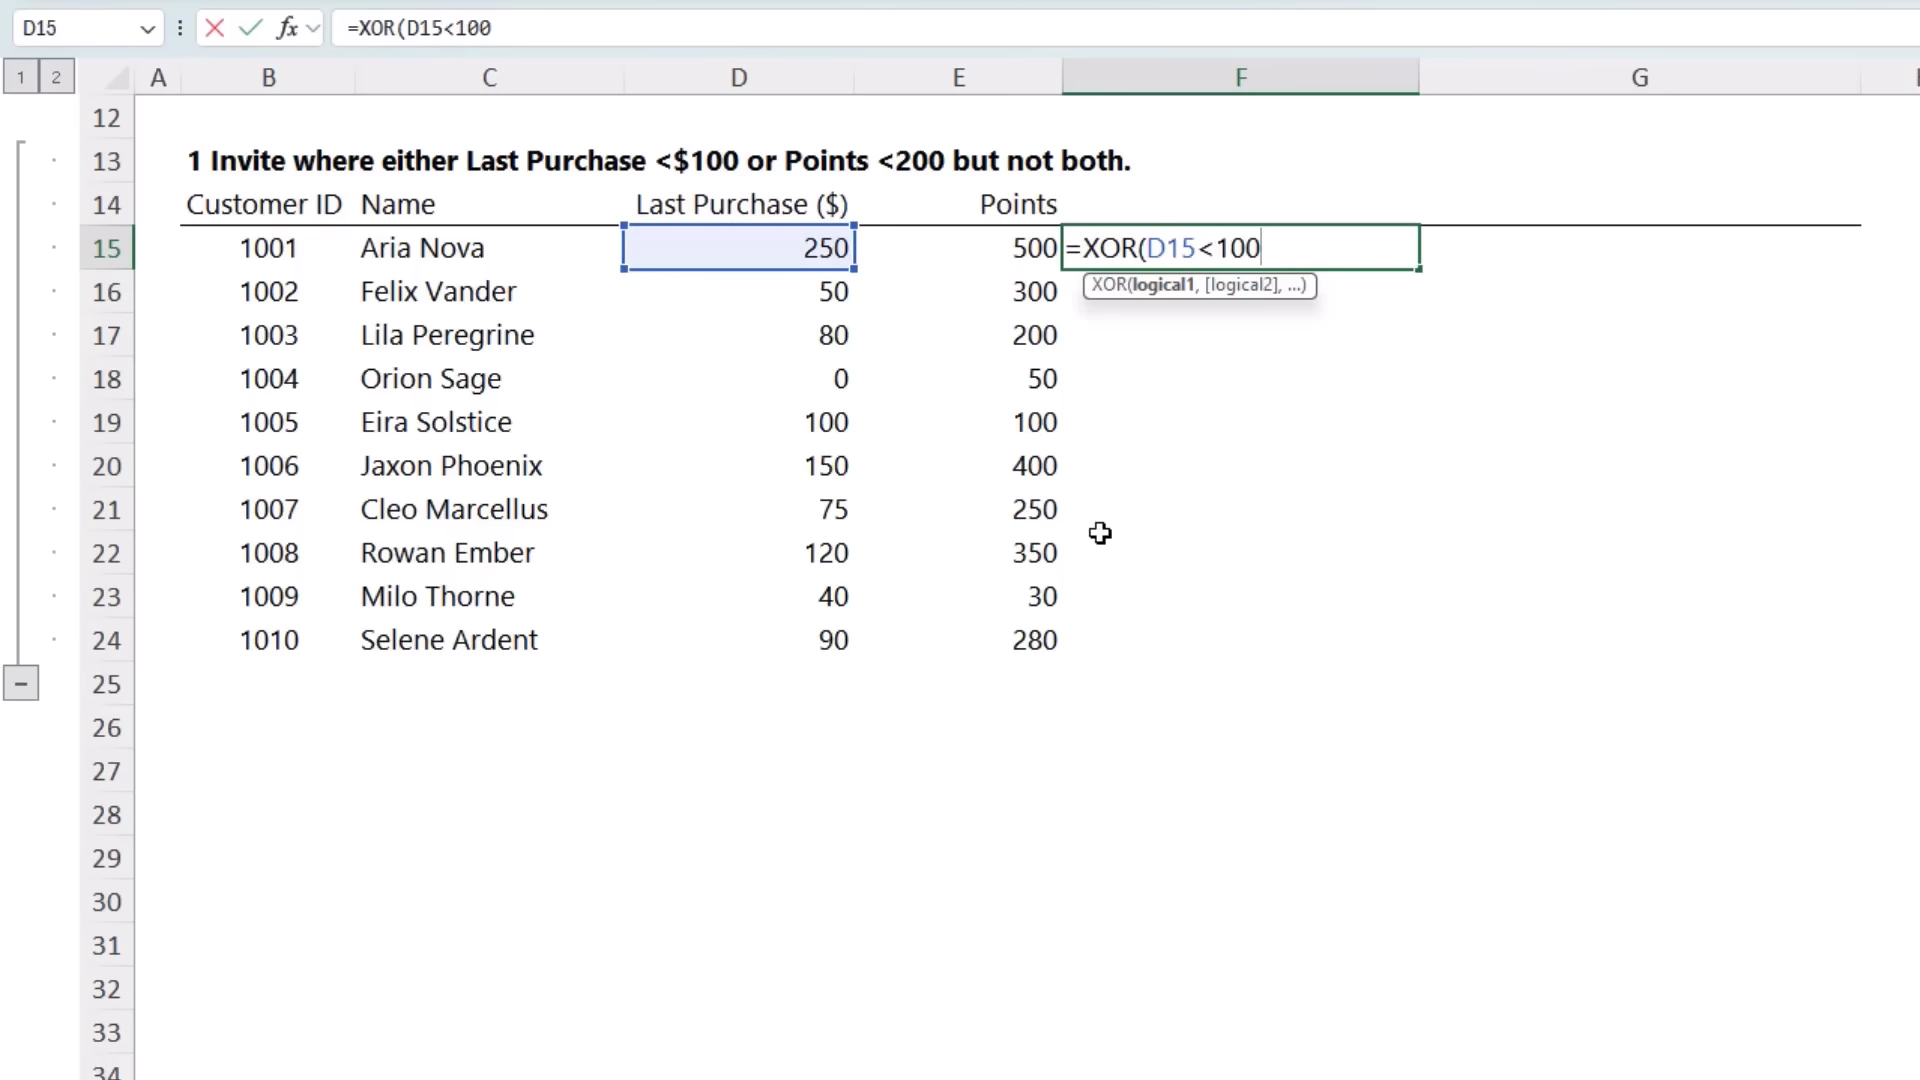 D15 fx =XOR(D15<100
1 2 A B C D E F G
12
13 1 Invite where either Last Purchase <$100 or Points <200 but not both.
14 Customer ID Name Last Purchase ($) Points
15 1001 Aria Nova 250 500 =XOR(D15<100
XOR(logical1, [logical2], ...)
16 1002 Felix Vander 50 300
17 1003 Lila Peregrine 80 200
18 1004 Orion Sage 0 50
19 1005 Eira Solstice 100 100
20 1006 Jaxon Phoenix 150 400
21 1007 Cleo Marcellus 75 250
22 1008 Rowan Ember 120 350
23 1009 Milo Thorne 40 30
24 1010 Selene Ardent 90 280
25
26
27
28
29
30
31
32
33
34